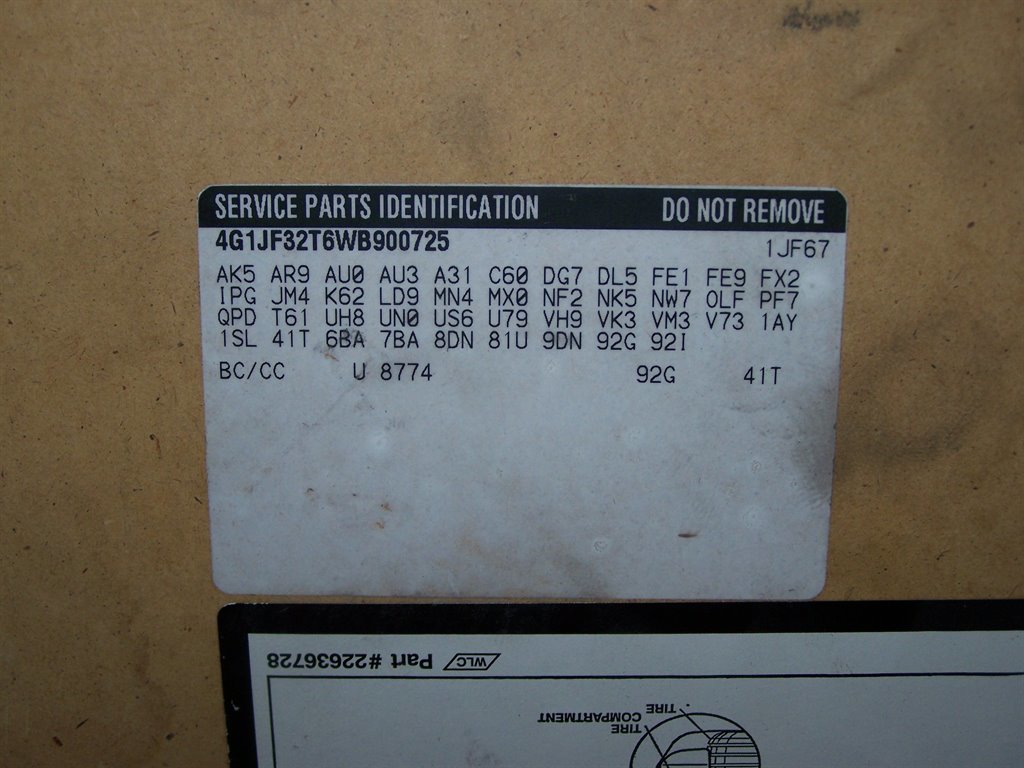 SERVICE PARTS IDENTIFICATION DO NOT REMOVE
4G1JF32T6WB900725 1JF67
AK5 AR9 AU0 AU3 A31 C60 DG7 DL5 FE1 FE9 FX2
IPG JM4 K62 LD9 MN4 MX0 NF2 NK5 NW7 OLF PF7
QPD T61 UH8 UN0 US6 U79 VH9 VK3 VM3 V73 1AY
1SL 41T 6BA 7BA 8DN 81U 9DN 92G 92I
BC/CC U 8774 92G 41T
WLC Part #22636728
TIRE
TIRE COMPARTMENT